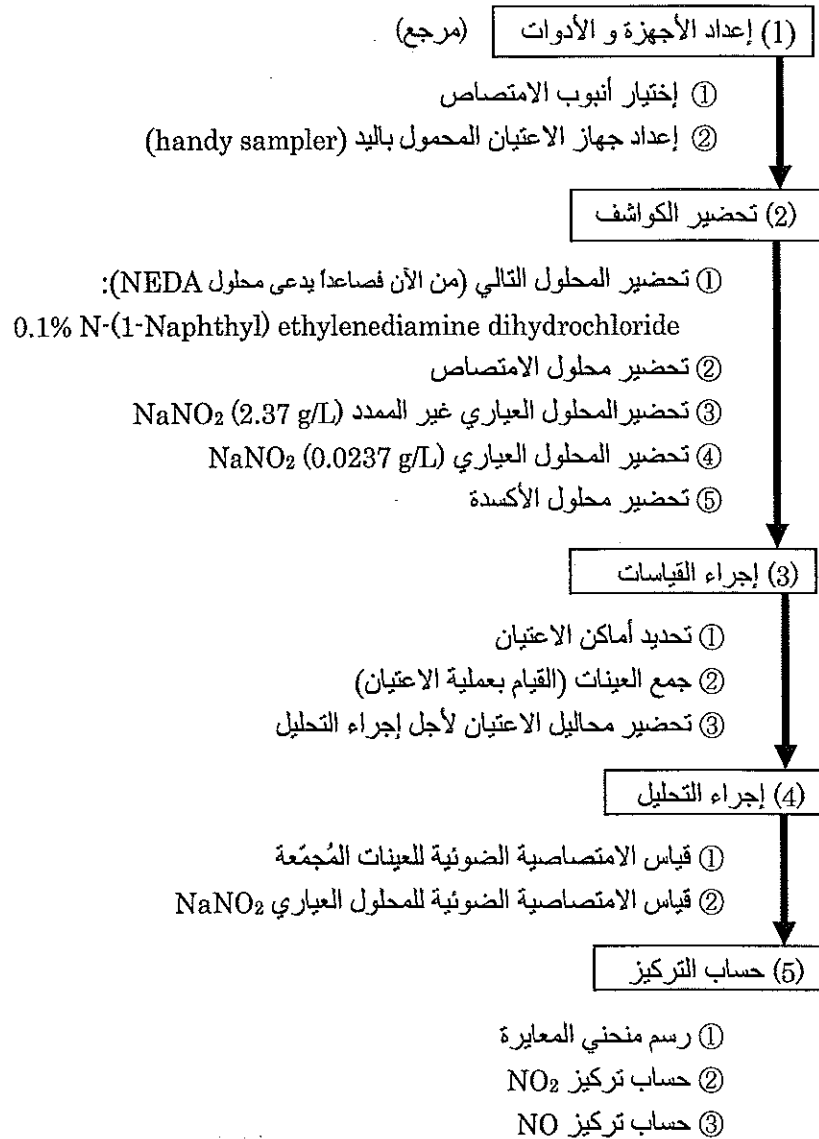 (1) إعداد الأجهزة و الأدوات (مرجع)
① إختيار أنبوب الامتصاص
② إعداد جهاز الاعتيان المحمول باليد (handy sampler)
(2) تحضير الكواشف
① تحضير المحلول التالي (من الآن فصاعداً يدعى محلول NEDA):
0.1% N-(1-Naphthyl) ethylenediamine dihydrochloride
② تحضير محلول الامتصاص
③ تحضير المحلول العياري غير الممدد NaNO₂ (2.37 g/L)
④ تحضير المحلول العياري NaNO₂ (0.0237 g/L)
⑤ تحضير محلول الأكسدة
(3) إجراء القياسات
① تحديد أماكن الاعتيان
② جمع العينات (القيام بعملية الاعتيان)
③ تحضير محاليل الاعتيان لأجل إجراء التحليل
(4) إجراء التحليل
① قياس الامتصاصية الضوئية للعينات المُجمّعة
② قياس الامتصاصية الضوئية للمحلول العياري NaNO₂
(5) حساب التركيز
① رسم منحني المعايرة
② حساب تركيز NO₂
③ حساب تركيز NO